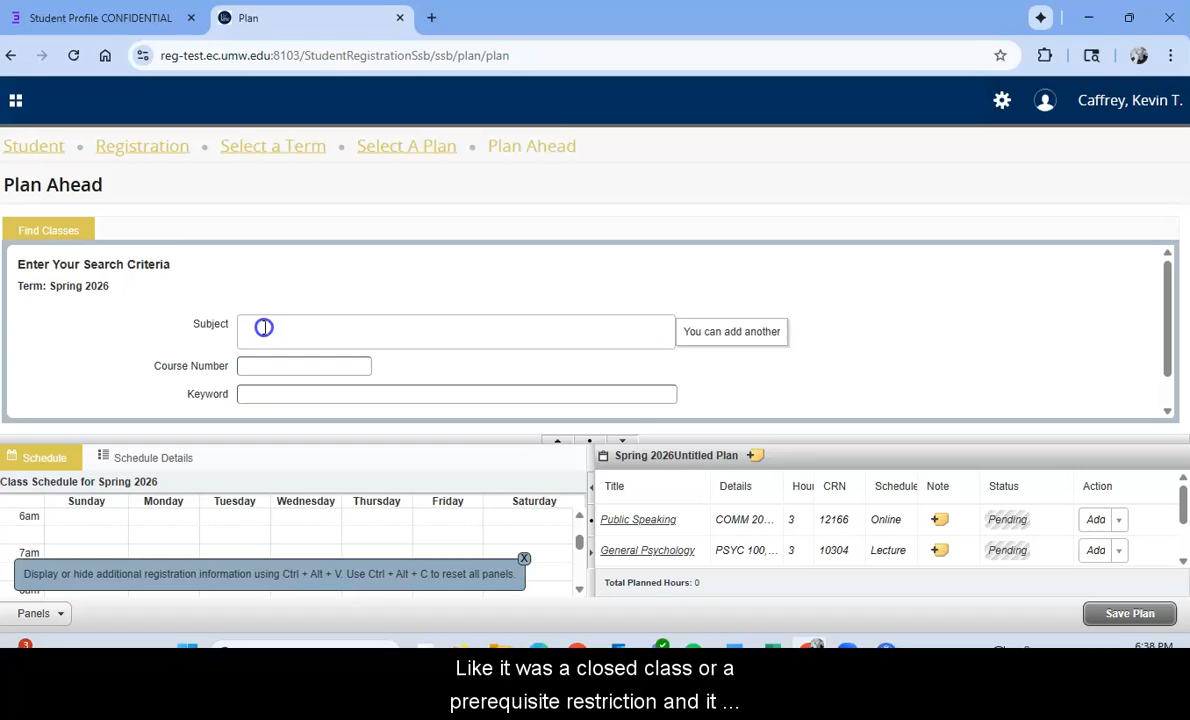 Student Profile CONFIDENTIAL
Plan
reg-test.ec.umw.edu:8103/StudentRegistrationSsb/ssb/plan/plan
Caffrey, Kevin T.
Student • Registration • Select a Term • Select A Plan • Plan Ahead
Plan Ahead
Find Classes
Enter Your Search Criteria
Term: Spring 2026
Subject
You can add another
Course Number
Keyword
Schedule
Schedule Details
Class Schedule for Spring 2026
Sunday Monday Tuesday Wednesday Thursday Friday Saturday
6am
7am
Display or hide additional registration information using Ctrl + Alt + V. Use Ctrl + Alt + C to reset all panels.
X
Spring 2026Untitled Plan
Title Details Hour CRN Schedule Note Status Action
Public Speaking COMM 20... 3 12166 Online Pending Add
General Psychology PSYC 100,... 3 10304 Lecture Pending Add
Total Planned Hours: 0
Panels
Save Plan
3
6:38 PM
Like it was a closed class or a
prerequisite restriction and it ...